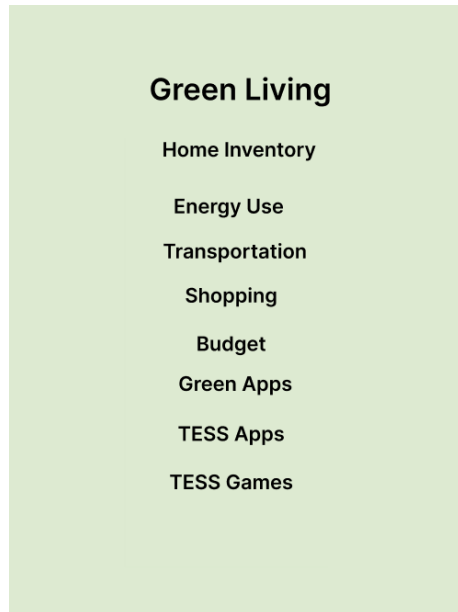 Green Living
Home Inventory
Energy Use
Transportation
Shopping
Budget
Green Apps
TESS Apps
TESS Games